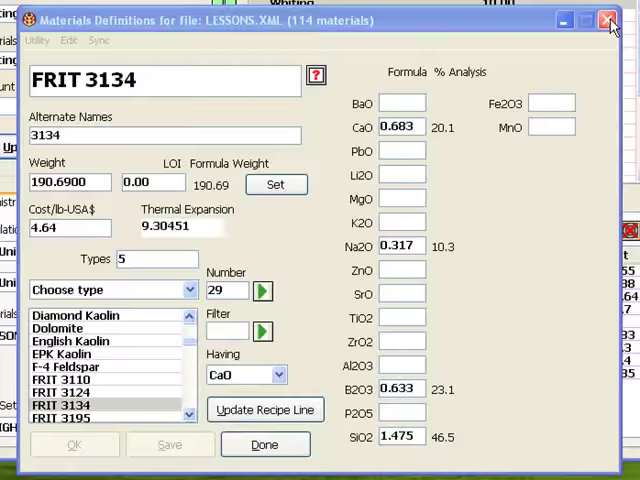 Whiting 10.00
Materials Definitions for file: LESSONS.XML (114 materials)
Utility Edit Sync
FRIT 3134
?
Alternate Names
3134
Weight LOI Formula Weight
190.6900 0.00 190.69 Set
Cost/lb-USA$ Thermal Expansion
4.64 9.30451
Types 5
Choose type
Number
29
Filter
Having
CaO
Update Recipe Line
Diamond Kaolin
Dolomite
English Kaolin
EPK Kaolin
F-4 Feldspar
FRIT 3110
FRIT 3124
FRIT 3134
FRIT 3195
OK Save Done
Formula % Analysis
BaO
CaO 0.683 20.1
PbO
Li2O
MgO
K2O
Na2O 0.317 10.3
ZnO
SrO
TiO2
ZrO2
Al2O3
B2O3 0.633 23.1
P2O5
SiO2 1.475 46.5
Fe2O3
MnO